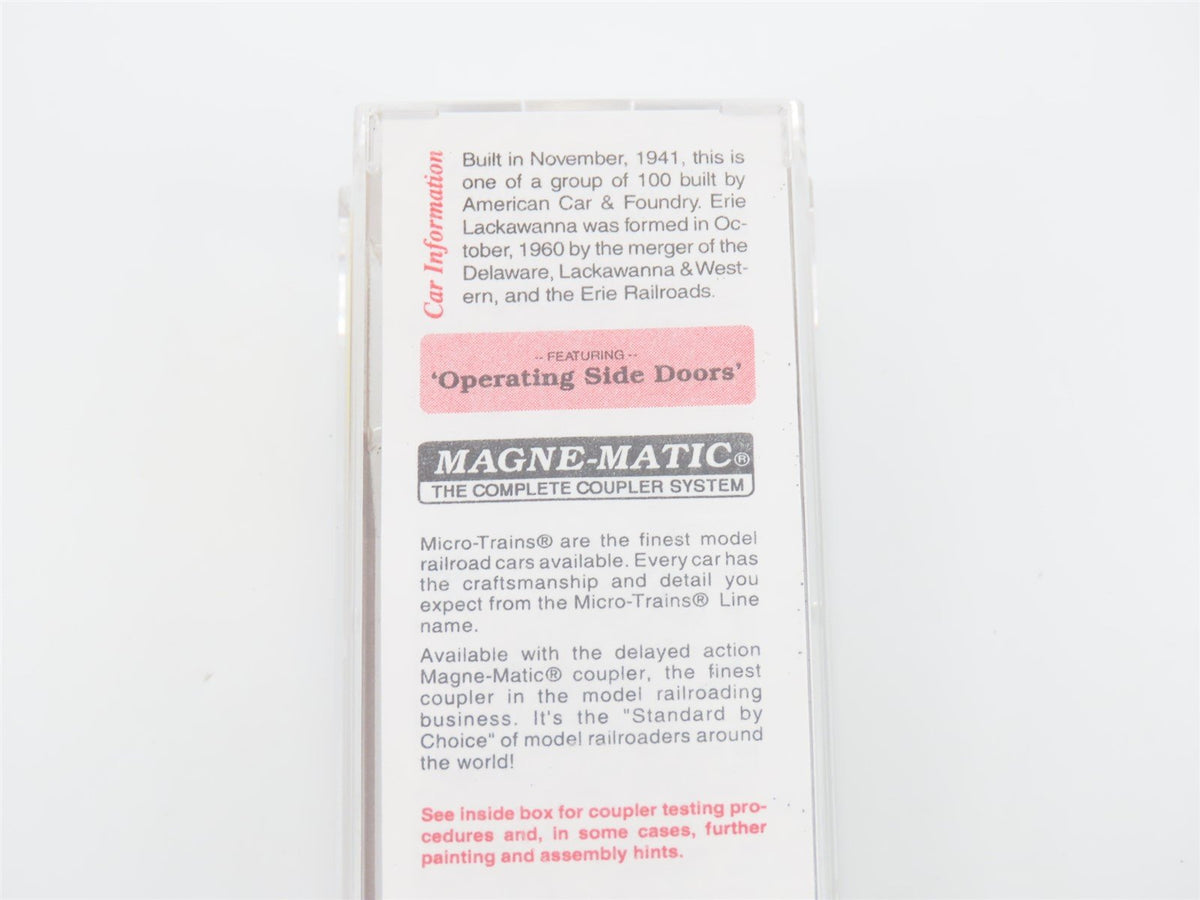 Car Information
Built in November, 1941, this is
one of a group of 100 built by
American Car & Foundry. Erie
Lackawanna was formed in Oc-
tober, 1960 by the merger of the
Delaware, Lackawanna & West-
ern, and the Erie Railroads.
-- FEATURING --
'Operating Side Doors'
MAGNE-MATIC®
THE COMPLETE COUPLER SYSTEM
Micro-Trains® are the finest model
railroad cars available. Every car has
the craftsmanship and detail you
expect from the Micro-Trains® Line
name.
Available with the delayed action
Magne-Matic® coupler, the finest
coupler in the model railroading
business. It's the "Standard by
Choice" of model railroaders around
the world!
See inside box for coupler testing pro-
cedures and, in some cases, further
painting and assembly hints.